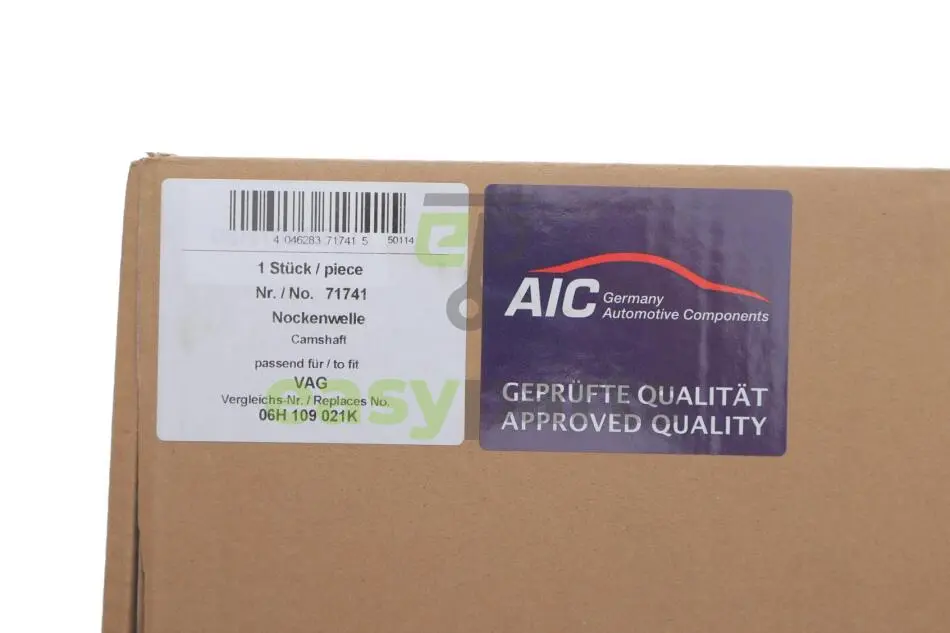 4 046283 71741 5 50114
1 Stück / piece
Nr. / No. 71741
Nockenwelle
Camshaft
passend für / to fit
VAG
Vergleichs-Nr. / Replaces No.
06H 109 021K
AIC Germany
Automotive Components
GEPRÜFTE QUALITÄT
APPROVED QUALITY
easy